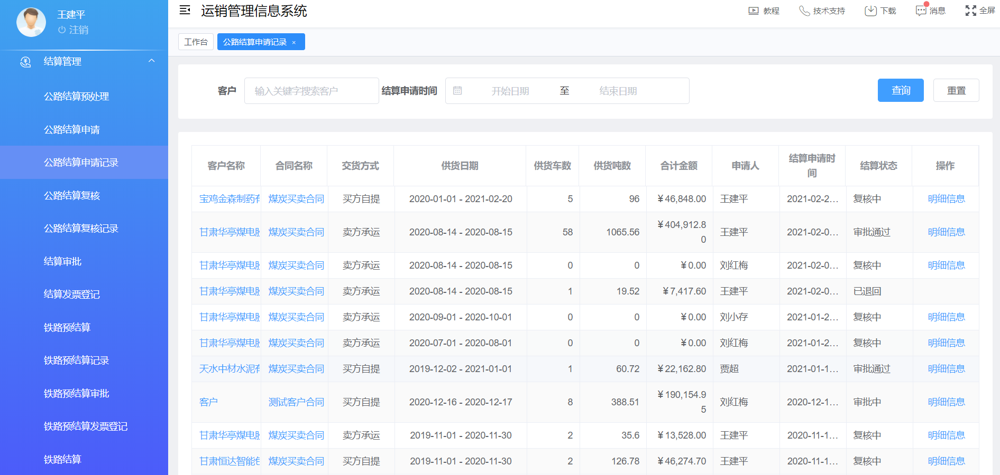 王建平
注销
运销管理信息系统
教程
技术支持
下载
消息
全屏
工作台
公路结算申请记录 ×
结算管理
公路结算预处理
公路结算申请
公路结算申请记录
公路结算复核
公路结算复核记录
结算审批
结算发票登记
铁路预结算
铁路预结算记录
铁路预结算审批
铁路预结算发票登记
铁路结算
客户 输入关键字搜索客户 结算申请时间 开始日期 至 结束日期 查询 重置
客户名称 合同名称 交货方式 供货日期 供货车数 供货吨数 合计金额 申请人 结算申请时间 结算状态 操作
宝鸡金森制药有 煤炭买卖合同 买方自提 2020-01-01 - 2021-02-20 5 96 ¥46,848.00 王建平 2021-02-2... 复核中 明细信息
甘肃华亭煤电股 煤炭买卖合同 卖方承运 2020-08-14 - 2020-08-15 58 1065.56 ¥404,912.80 王建平 2021-02-0... 审批通过 明细信息
甘肃华亭煤电股 煤炭买卖合同 卖方承运 2020-08-14 - 2020-08-15 0 0 ¥0.00 刘红梅 2021-02-0... 复核中 明细信息
甘肃华亭煤电股 煤炭买卖合同 卖方承运 2020-08-14 - 2020-08-15 1 19.52 ¥7,417.60 王建平 2021-02-0... 已退回
甘肃华亭煤电股 煤炭买卖合同 卖方承运 2020-09-01 - 2020-10-01 0 0 ¥0.00 刘小存 2021-01-2... 复核中 明细信息
甘肃华亭煤电股 煤炭买卖合同 卖方承运 2020-07-01 - 2020-08-01 0 0 ¥0.00 刘红梅 2021-01-2... 复核中 明细信息
天水中材水泥有 煤炭买卖合同 买方自提 2019-12-02 - 2021-01-01 1 60.72 ¥22,162.80 贾超 2021-01-1... 审批通过 明细信息
客户 测试客户合同 买方自提 2020-12-16 - 2020-12-17 8 388.51 ¥190,154.95 刘红梅 2020-12-1... 审批中 明细信息
甘肃华亭煤电股 煤炭买卖合同 卖方承运 2019-11-01 - 2020-11-30 2 35.6 ¥13,528.00 王建平 2020-11-1... 复核中 明细信息
甘肃恒达智能包 煤炭买卖合同 买方自提 2019-11-01 - 2020-11-30 2 126.78 ¥46,274.70 王建平 2020-11-1... 复核中 明细信息